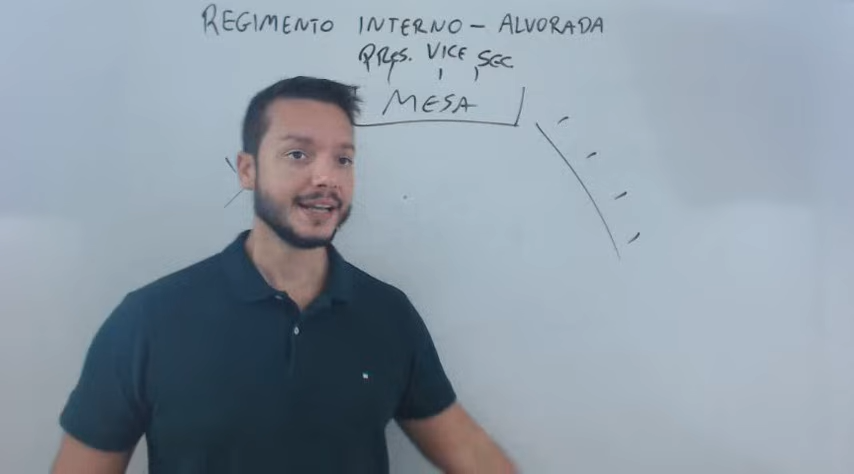 REGIMENTO INTERNO - ALVORADA
PRES. VICE SEC.
MESA